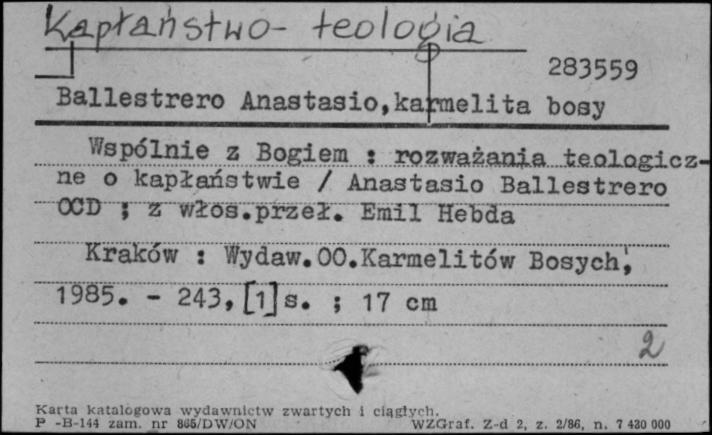 Kapłaństwo - teologia
283559
Ballestrero Anastasio,karmelita bosy
Wspólnie z Bogiem : rozważania teologicz-
ne o kapłaństwie / Anastasio Ballestrero
OCD ; z włos.przeł. Emil Hebda
Kraków : Wydaw.OO.Karmelitów Bosych,
1985. - 243,[1]s. ; 17 cm
2
Karta katalogowa wydawnictw zwartych i ciągłych.
P -B-144 zam. nr 865/DW/ON WZGraf. Z-d 2, z. 2/86, n. 7 430 000